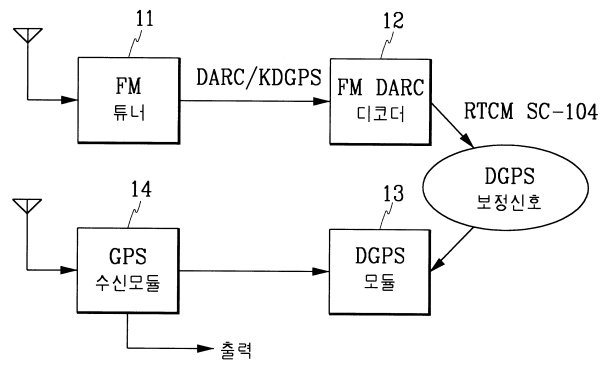 11
FM
튜너
DARC/KDGPS
12
FM DARC
디코더
RTCM SC-104
DGPS
보정신호
14
GPS
수신모듈
13
DGPS
모듈
출력